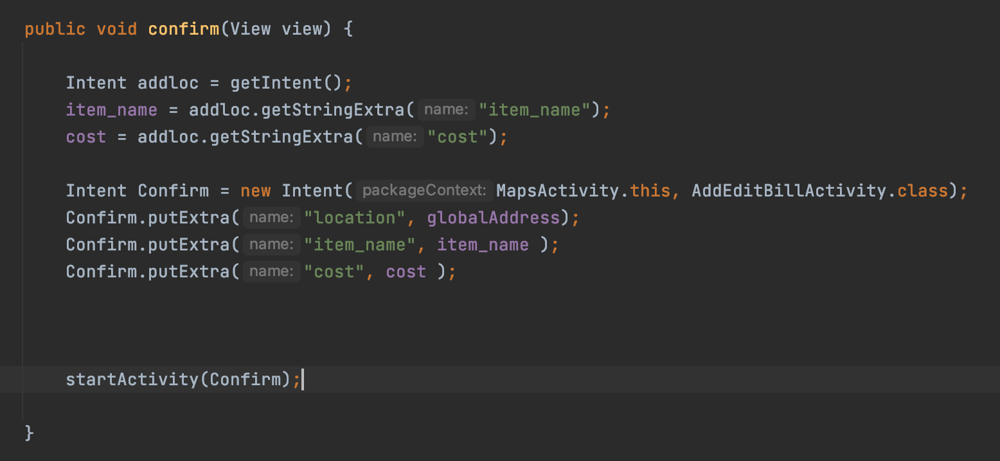 public void confirm(View view) {
Intent addloc = getIntent();
item_name = addloc.getStringExtra( name: "item_name");
cost = addloc.getStringExtra( name: "cost");
Intent Confirm = new Intent( packageContext: MapsActivity.this, AddEditBillActivity.class);
Confirm.putExtra( name: "location", globalAddress);
Confirm.putExtra( name: "item_name", item_name );
Confirm.putExtra( name: "cost", cost );
startActivity(Confirm);
}